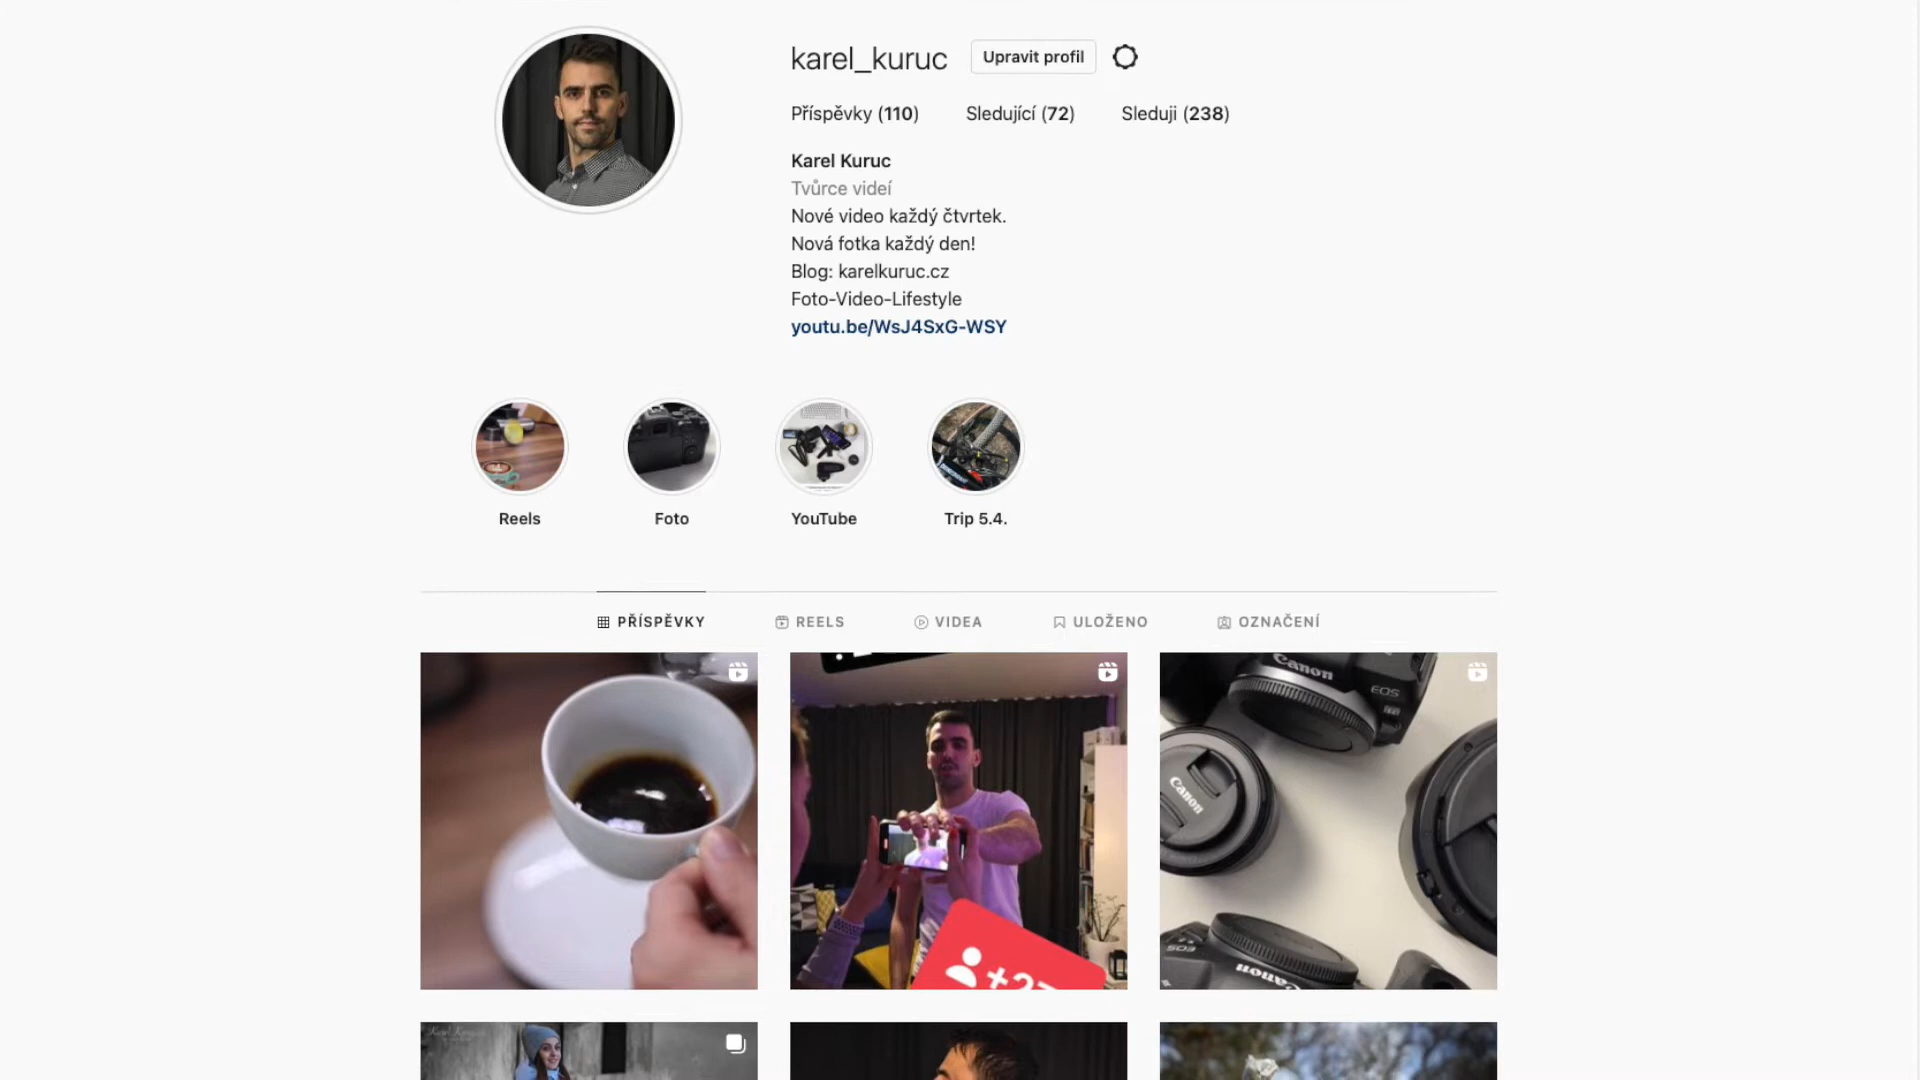 karel_kuruc Upravit profil
Příspěvky (110) Sledující (72) Sleduji (238)
Karel Kuruc
Tvůrce videí
Nové video každý čtvrtek.
Nová fotka každý den!
Blog: karelkuruc.cz
Foto-Video-Lifestyle
youtu.be/WsJ4SxG-WSY
Reels Foto YouTube Trip 5.4.
PŘÍSPĚVKY REELS VIDEA ULOŽENO OZNAČENÍ
Canon
EOS
Canon
EOS
Canon